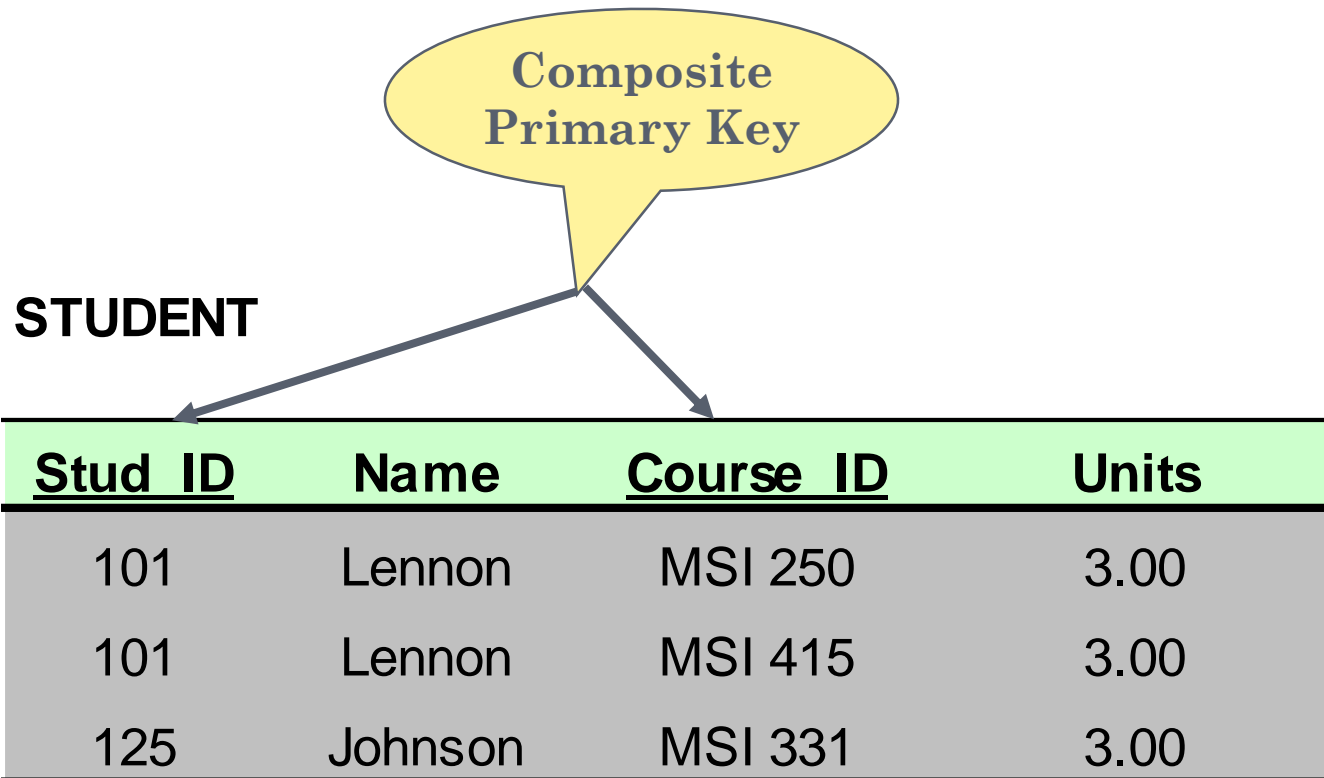 Composite
Primary Key
STUDENT
Stud_ID Name Course_ID Units
101 Lennon MSI 250 3.00
101 Lennon MSI 415 3.00
125 Johnson MSI 331 3.00